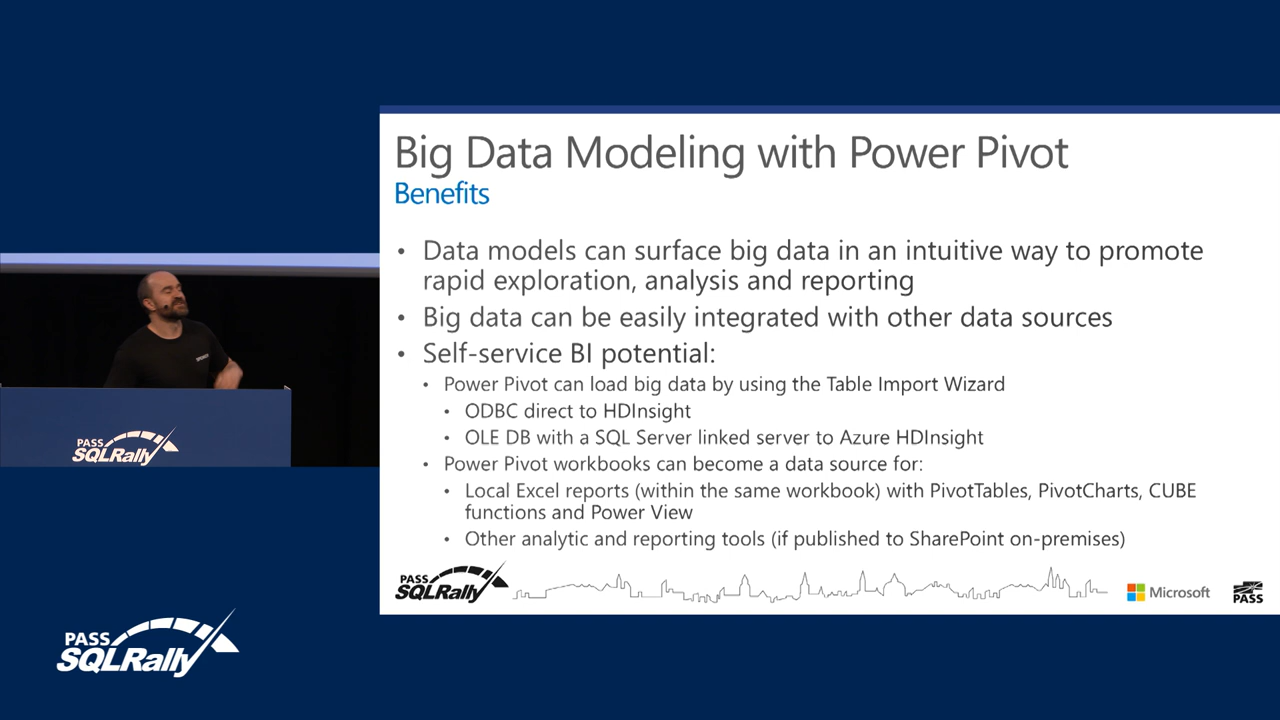 Big Data Modeling with Power Pivot
Benefits
• Data models can surface big data in an intuitive way to promote
rapid exploration, analysis and reporting
• Big data can be easily integrated with other data sources
• Self-service BI potential:
• Power Pivot can load big data by using the Table Import Wizard
• ODBC direct to HDInsight
• OLE DB with a SQL Server linked server to Azure HDInsight
• Power Pivot workbooks can become a data source for:
• Local Excel reports (within the same workbook) with PivotTables, PivotCharts, CUBE
functions and Power View
• Other analytic and reporting tools (if published to SharePoint on-premises)
PASS
SQLRally
Microsoft
PASS
PASS
SQLRally
PASS
SQLRally